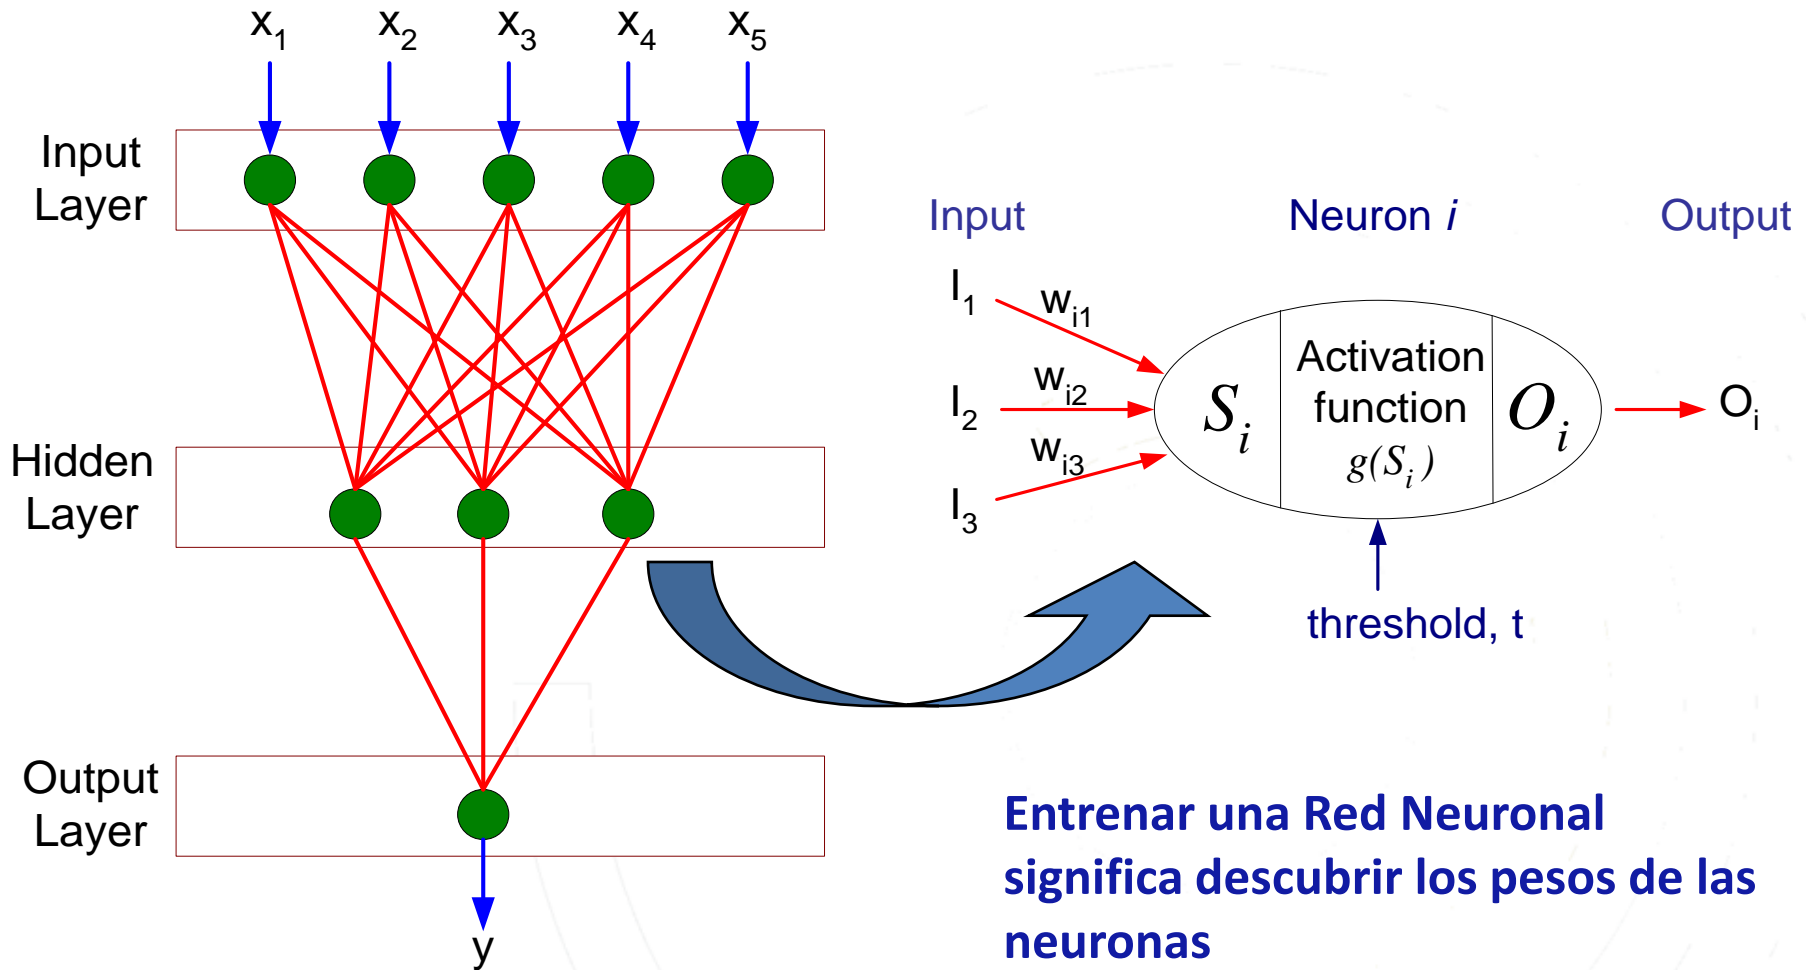 x1 x2 x3 x4 x5
Input
Layer
Hidden
Layer
Output
Layer
y
Input Neuron i Output
I1
wi1
I2
wi2
I3
wi3
Si
Activation
function
g(Si)
Oi
Oi
threshold, t
Entrenar una Red Neuronal
significa descubrir los pesos de las
neuronas